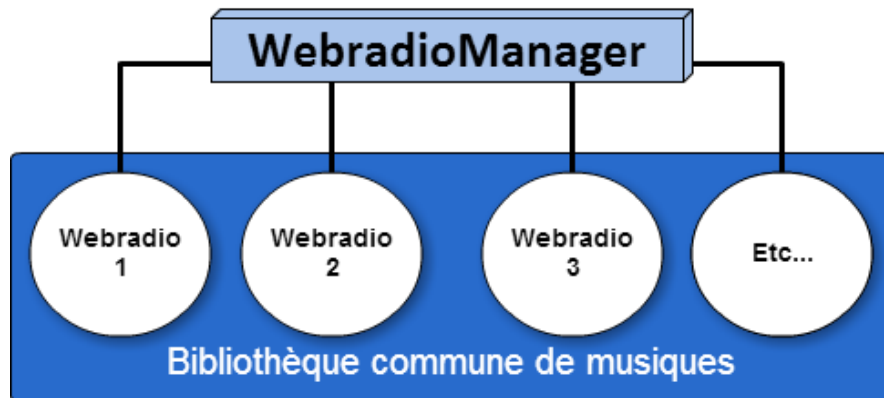 WebradioManager
Webradio
1
Webradio
2
Webradio
3
Etc...
Bibliothèque commune de musiques